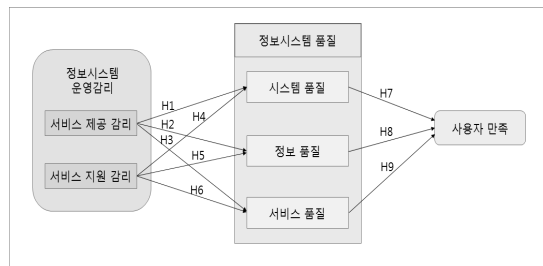 정보시스템
운영감리
서비스 제공 감리
서비스 지원 감리
H1
H4
H2
H3
H5
H6
정보시스템 품질
시스템 품질
정보 품질
서비스 품질
H7
H8
H9
사용자 만족